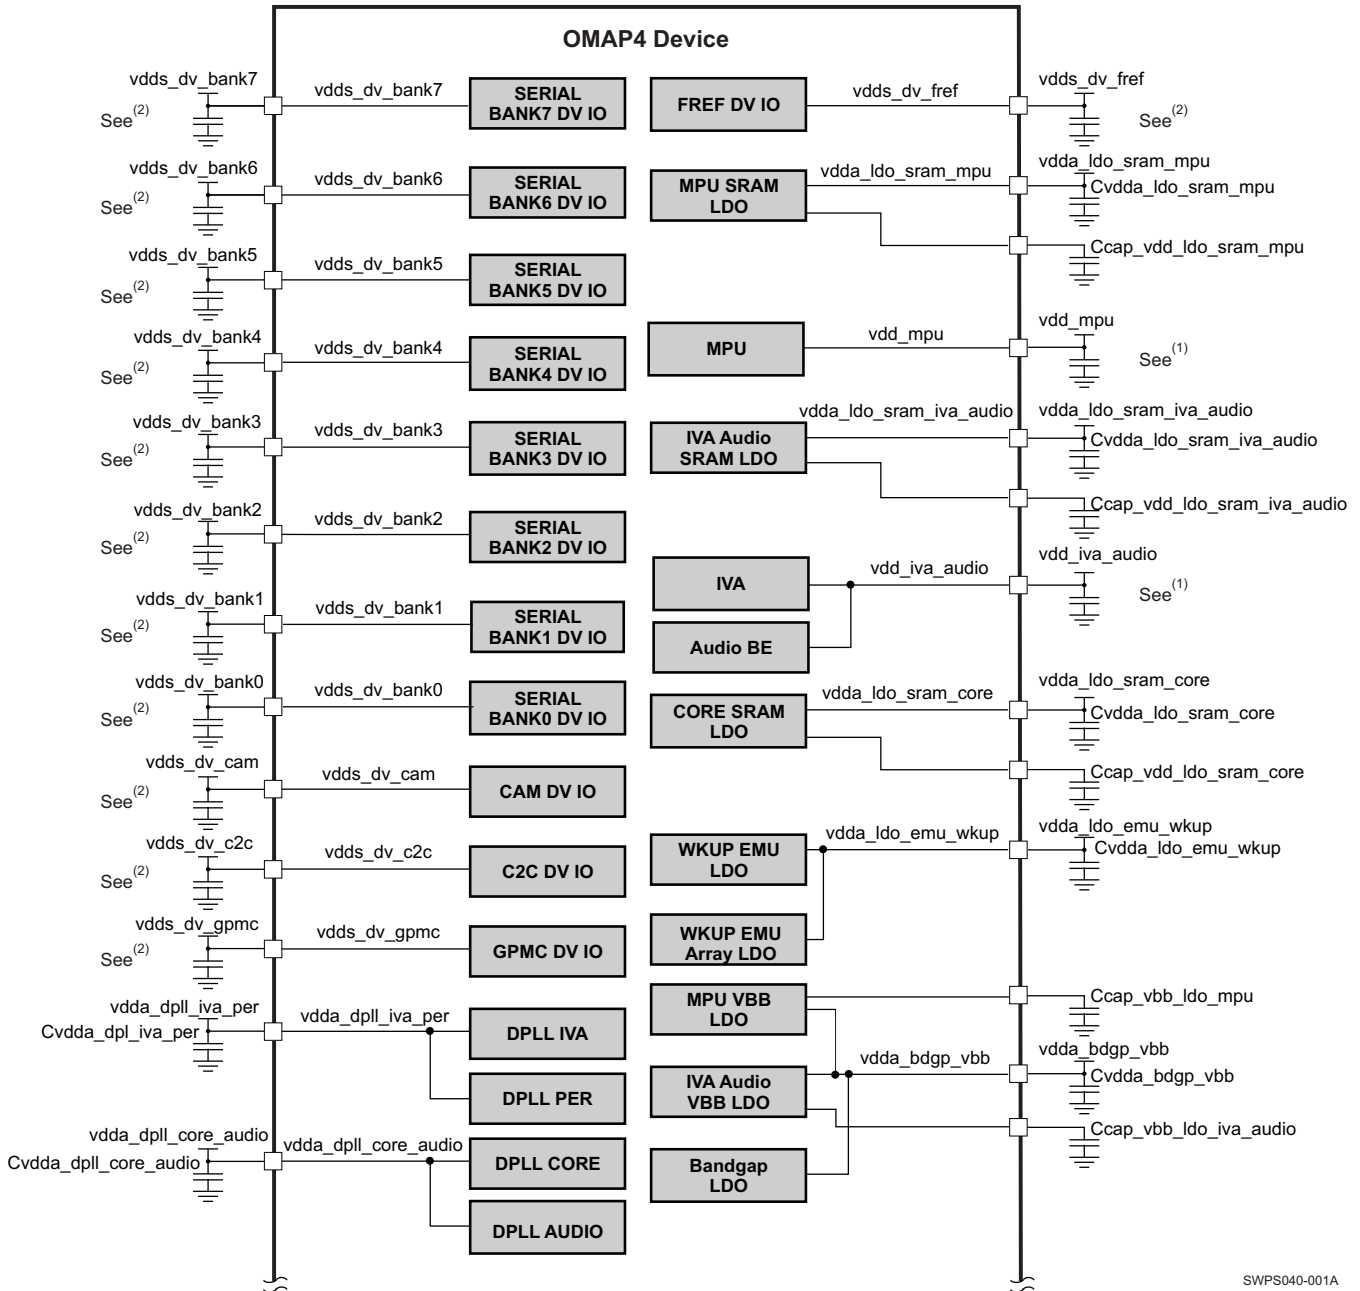 OMAP4 Device
vdds_dv_bank7
See(2)
vdds_dv_bank7
SERIAL
BANK7 DV IO
FREF DV IO
vdds_dv_fref
vdds_dv_fref
See(2)
vdds_dv_bank6
See(2)
vdds_dv_bank6
SERIAL
BANK6 DV IO
MPU SRAM
LDO
vdda_ldo_sram_mpu
vdda_ldo_sram_mpu
Cvdda_ldo_sram_mpu
Ccap_vdd_ldo_sram_mpu
vdds_dv_bank5
See(2)
vdds_dv_bank5
SERIAL
BANK5 DV IO
vdds_dv_bank4
See(2)
vdds_dv_bank4
SERIAL
BANK4 DV IO
MPU
vdd_mpu
vdd_mpu
See(1)
vdds_dv_bank3
See(2)
vdds_dv_bank3
SERIAL
BANK3 DV IO
IVA Audio
SRAM LDO
vdda_ldo_sram_iva_audio
vdda_ldo_sram_iva_audio
Cvdda_ldo_sram_iva_audio
Ccap_vdd_ldo_sram_iva_audio
vdds_dv_bank2
See(2)
vdds_dv_bank2
SERIAL
BANK2 DV IO
IVA
vdd_iva_audio
vdd_iva_audio
See(1)
vdds_dv_bank1
See(2)
vdds_dv_bank1
SERIAL
BANK1 DV IO
Audio BE
vdds_dv_bank0
See(2)
vdds_dv_bank0
SERIAL
BANK0 DV IO
CORE SRAM
LDO
vdda_ldo_sram_core
vdda_ldo_sram_core
Cvdda_ldo_sram_core
Ccap_vdd_ldo_sram_core
vdds_dv_cam
See(2)
vdds_dv_cam
CAM DV IO
vdds_dv_c2c
See(2)
vdds_dv_c2c
C2C DV IO
WKUP EMU
LDO
vdda_ldo_emu_wkup
vdda_ldo_emu_wkup
Cvdda_ldo_emu_wkup
vdds_dv_gpmc
See(2)
vdds_dv_gpmc
GPMC DV IO
WKUP EMU
Array LDO
vdda_dpll_iva_per
Cvdda_dpl_iva_per
vdda_dpll_iva_per
DPLL IVA
MPU VBB
LDO
Ccap_vbb_ldo_mpu
DPLL PER
IVA Audio
VBB LDO
vdda_bdgp_vbb
vdda_bdgp_vbb
Cvdda_bdgp_vbb
Ccap_vbb_ldo_iva_audio
vdda_dpll_core_audio
Cvdda_dpll_core_audio
vdda_dpll_core_audio
DPLL CORE
Bandgap
LDO
DPLL AUDIO
SWPS040-001A